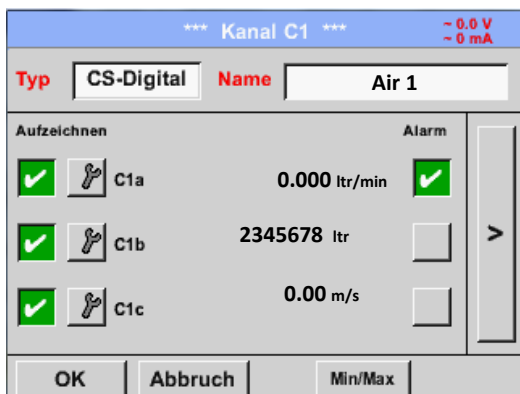 *** Kanal C1 ***
~ 0.0 V
~ 0 mA
Typ CS-Digital Name Air 1
Aufzeichnen Alarm
C1a 0.000 ltr/min
C1b 2345678 ltr
C1c 0.00 m/s
>
OK Abbruch Min/Max